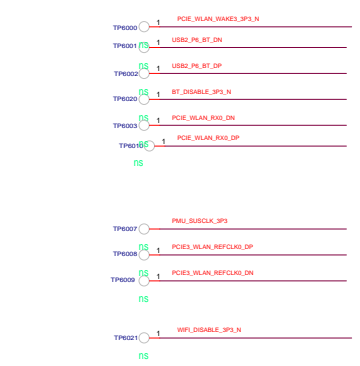 PCIE_WLAN_WAKE3_3P3_N
TP6000 1
USB2_P6_BT_DN
TP6001 ns 1
USB2_P6_BT_DP
ns
TP6002 1
BT_DISABLE_3P3_N
ns
TP6020 1
PCIE_WLAN_RX0_DN
ns
TP6003 1
PCIE_WLAN_RX0_DP
ns
TP6010 1
ns
PMU_SUSCLK_3P3
TP6007
PCIE3_WLAN_REFCLK0_DP
ns
TP6008 1
PCIE3_WLAN_REFCLK0_DN
ns
TP6009 1
ns
WIFI_DISABLE_3P3_N
TP6021 1
ns